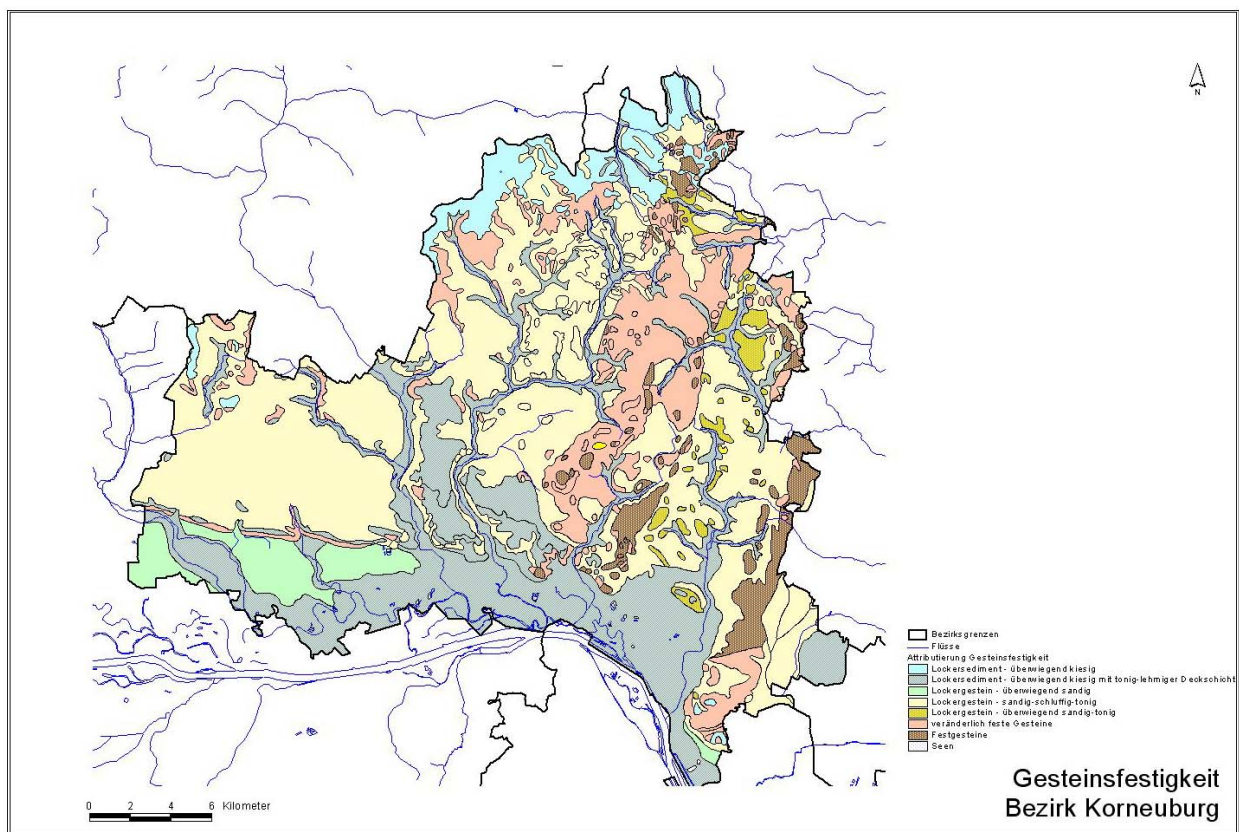 N
Bezirksgrenzen
Flüsse
Attributierung Gesteinsfestigkeit
Lockersediment - überwiegend kiesig
Lockersediment - überwiegend kiesig mit tonig-lehmiger Deckschicht
Lockergestein - überwiegend sandig
Lockergestein - sandig-schluffig-tonig
Lockergestein - überwiegend sandig-tonig
veränderlich feste Gesteine
Festgesteine
Seen
Gesteinsfestigkeit
Bezirk Korneuburg
0 2 4 6 Kilometer